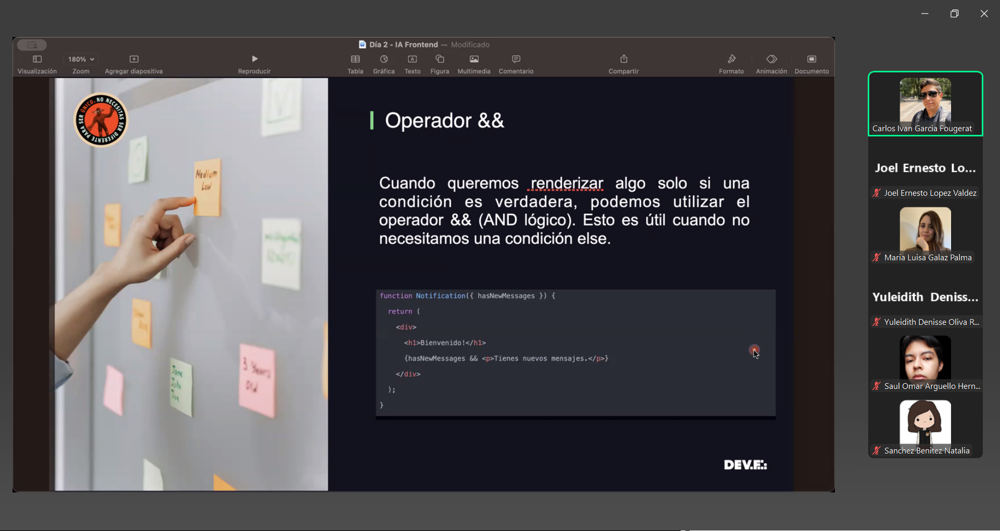 Día 2 - IA Frontend — Modificado
180%
Visualización Zoom Agregar diapositiva Reproducir Tabla Gráfica Texto Figura Multimedia Comentario Compartir Formato Animación Documento
PARA SER ÚNICO, NO NECESITAS SER DIFERENTE
Medium
Low
3 Years
Old
Jane
John
Joe
Operador &&
Cuando queremos renderizar algo solo si una
condición es verdadera, podemos utilizar el
operador && (AND lógico). Esto es útil cuando no
necesitamos una condición else.
function Notification({ hasNewMessages }) {
return (
<div>
<h1>Bienvenido!</h1>
{hasNewMessages && <p>Tienes nuevos mensajes.</p>}
</div>
);
}
DEV.F.:
Carlos Ivan Garcia Fougerat
Joel Ernesto Lo...
Joel Ernesto Lopez Valdez
Maria Luisa Galaz Palma
Yuleidith Deniss...
Yuleidith Denisse Oliva R...
Saul Omar Arguello Hern...
Sanchez Benitez Natalia